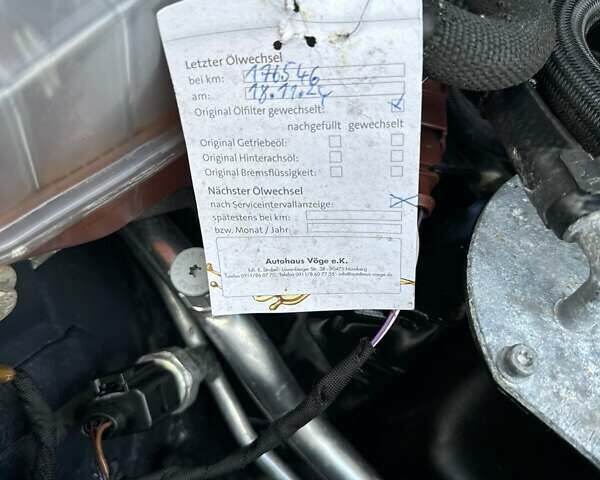 Letzter Ölwechsel
bei km: 176546
am: 18.11.24
Original Ölfilter gewechselt:
nachgefüllt gewechselt
Original Getriebeöl:
Original Hinterachsöl:
Original Bremsflüssigkeit:
Nächster Ölwechsel
nach Serviceintervallanzeige:
spätestens bei km:
bzw. Monat / Jahr:
Autohaus Vöge e.K.